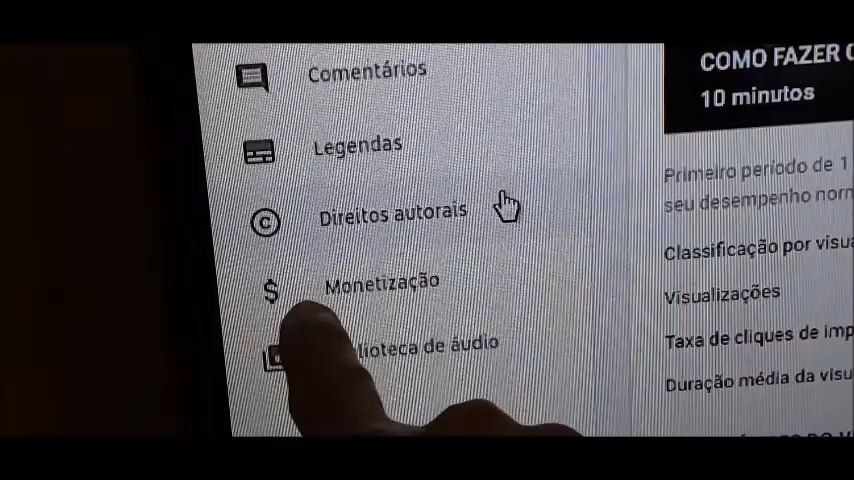 Comentários
Legendas
Direitos autorais
$ Monetização
lioteca de áudio
COMO FAZER
10 minutos
Primeiro período de 1
seu desempenho norm
Classificação por visua
Visualizações
Taxa de cliques de imp
Duração média da visu